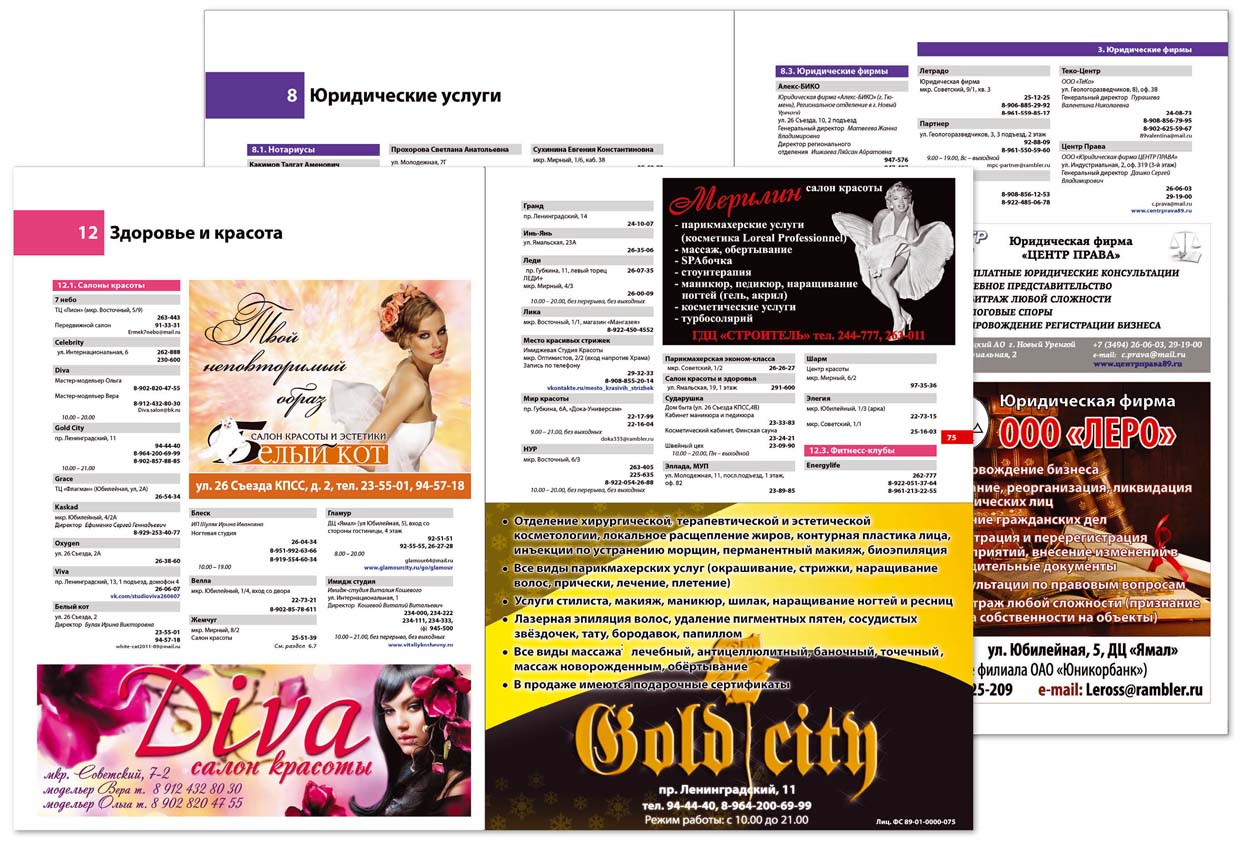 8 Юридические услуги
8.1. Нотариусы
Какимов Талгат Аменович
Прохорова Светлана Анатольевна
ул. Молодежная, 7Г
Сухинина Евгения Константиновна
мкр. Мирный, 1/6, каб. 38
3. Юридические фирмы
8.3. Юридические фирмы
Алекс-БИКО
Юридическая фирма «Алекс-БИКО» (г. Тю-
мень), Региональное отделение в г. Новый
Уренгой
ул. 26 Съезда, 10, 2 подъезд
Генеральный директор Матвеева Жанна
Владимировна
Директор регионального
отделения Ишкаева Ляйсан Айратовна
947-576
Летрадо
Юридическая фирма
мкр. Советский, 9/1, кв. 3
25-12-25
8-906-885-29-92
8-961-559-85-17
Партнер
ул. Геологоразведчиков, 3, 3 подъезд, 2 этаж
92-88-09
8-961-550-59-60
9.00 – 19.00, Вс – выходной
mpc-partner@rambler.ru
8-908-856-12-53
8-922-485-06-78
Теко-Центр
ООО «ТеКо»
ул. Геологоразведчиков, 8), оф. 38
Генеральный директор Пурашева
Валентина Николаевна
24-08-73
8-908-856-79-95
8-902-625-59-67
89valentina@mail.ru
Центр Права
ООО «Юридическая фирма ЦЕНТР ПРАВА»
ул. Индустриальная, 2, оф. 319 (3-й этаж)
Генеральный директор Дашко Сергей
Владимирович
26-06-03
29-19-00
c.prava@mail.ru
www.centrprava89.ru
Юридическая фирма
«ЦЕНТР ПРАВА»
ПЛАТНЫЕ ЮРИДИЧЕСКИЕ КОНСУЛЬТАЦИИ
ЕБНОЕ ПРЕДСТАВИТЕЛЬСТВО
БИТРАЖ ЛЮБОЙ СЛОЖНОСТИ
ЛОГОВЫЕ СПОРЫ
ПРОВОЖДЕНИЕ РЕГИСТРАЦИИ БИЗНЕСА
ЦКИЙ АО г. Новый Уренгой
иальная, 2
+7 (3494) 26-06-03, 29-19-00
e-mail: c.prava@mail.ru
www.центрправа89.ru
Юридическая фирма
ООО «ЛЕРО»
овождение бизнеса
ание, реорганизация, ликвидация
ических лиц
ние гражданских дел
страция и перерегистрация
приятий, внесение изменений в
дительные документы
ультации по правовым вопросам
траж любой сложности (признание
а собственности на объекты)
ул. Юбилейная, 5, ДЦ «Ямал»
е филиала ОАО «Юникорбанк»)
25-209 e-mail: Leross@rambler.ru
12 Здоровье и красота
12.1. Салоны красоты
7 небо
ТЦ «Лион» (мкр. Восточный, 5/9)
263-443
Передвижной салон 91-33-31
Ermek7nebo@mail.ru
Celebrity
ул. Интернациональная, 6 262-888
230-600
Diva
Мастер-модельер Ольга
8-902-820-47-55
Мастер-модельер Вера
8-912-432-80-30
Diva.salon@bk.ru
10.00 – 20.00
Gold City
пр. Ленинградский, 11
94-44-40
8-964-200-69-99
8-902-857-88-85
10.00 – 21.00
Grace
ТЦ «Флагман» (Юбилейная, ул, 2А)
26-54-34
Kaskad
мкр. Юбилейный, 4/2А
Директор Ефименко Сергей Геннадьевич
8-929-253-40-77
Oxygen
ул. 26 Съезда, 2А
26-38-60
Viva
пр. Ленинградский, 13, 1 подъезд, домофон 4
26-06-07
vk.com/studioviva260607
Белый кот
ул. 26 Съезда, 2
Директор Булах Ирина Викторовна
23-55-01
94-57-18
white-cat2011-89@mail.ru
Твой
неповторимый
образ
САЛОН КРАСОТЫ И ЭСТЕТИКИ
Белый кот
ул. 26 Съезда КПСС, д. 2, тел. 23-55-01, 94-57-18
Блеск
ИП Шуляк Ирина Ивановна
Ногтевая студия
26-04-34
8-951-992-63-66
8-919-554-60-34
10.00 – 19.00
Велла
мкр. Юбилейный, 1/4, вход со двора
22-73-21
8-902-85-78-611
Жемчуг
мкр. Мирный, 8/2
Салон красоты 25-51-39
См. раздел 6.7
Гламур
ДЦ «Ямал» (ул Юбилейная, 5), вход со
стороны гостиницы, 4 этаж
92-51-51
92-55-55, 26-27-28
8.00 – 20.00
glamour64@mail.ru
www.glamourcity.ru/go/glamour
Имидж студия
Имидж-студия Виталия Кошевого
ул. Интернациональная, 1
Директор Кошевой Виталий Витальевич
234-000, 234-222
234-111, 234-333,
(ф) 945-500
10.00 – 21.00, без перерыва, без выходных
www.vitaliykoshevoy.ru
Diva
салон красоты
мкр. Советский, 7-2
модельер Вера т. 8 912 432 80 30
модельер Ольга т. 8 902 820 47 55
Гранд
пр. Ленинградский, 14
24-10-07
Инь-Янь
ул. Ямальская, 23А
26-35-06
Леди
пр. Губкина, 11, левый торец 26-07-35
ЛЕДИ+
мкр. Мирный, 4/3
26-00-09
10.00 – 20.00, без перерыва, без выходных
Лика
мкр. Восточный, 1/1, магазин «Мангазея»
8-922-450-4552
Место красивых стрижек
Имиджевая Студия Красоты
мкр. Оптимистов, 2/2 (вход напротив Храма)
Запись по телефону
29-32-33
8-908-855-20-14
vkontakte.ru/mesto_krasivih_strizhek
Мир красоты
пр. Губкина, 6А, «Дока-Универсам»
22-17-99
22-16-04
9.00 – 21.00, без выходных
doka333@rambler.ru
НУР
мкр. Восточный, 6/3
263-405
225-635
8-922-054-26-88
10.00 – 20.00, без перерыва, без выходных
Мерилин салон красоты
- парикмахерские услуги
(косметика Loreal Professionnel)
- массаж, обертывание
- SPAбочка
- стоунтерапия
- маникюр, педикюр, наращивание
ногтей (гель, акрил)
- косметические услуги
- турбосолярий
ГДЦ «СТРОИТЕЛЬ» тел. 244-777, 263-011
Парикмахерская эконом-класса
мкр. Советский, 1/2 26-26-27
Салон красоты и здоровья
ул. Ямальская, 19, 1 этаж 291-600
Сударушка
Дом быта (ул. 26 Съезда КПСС,4В)
Кабинет маникюра и педикюра
23-33-83
Косметический кабинет, Финская сауна
23-24-21
Швейный цех 23-09-90
10.00 – 20.00, Пн – выходной
Эллада, МУП
ул. Молодежная, 11, посл.подъезд, 1 этаж,
оф. 82
23-89-85
Шарм
Центр красоты
мкр. Мирный, 6/2
97-35-36
Элегия
мкр. Юбилейный, 1/3 (арка)
22-73-15
мкр. Советский, 1/1
25-16-03
12.3. Фитнесс-клубы
Energylife
262-777
8-922-051-37-64
8-961-213-22-55
75
• Отделение хирургической, терапевтической и эстетической
косметологии, локальное расщепление жиров, контурная пластика лица,
инъекции по устранению морщин, перманентный макияж, биоэпиляция
• Все виды парикмахерских услуг (окрашивание, стрижки, наращивание
волос, прически, лечение, плетение)
• Услуги стилиста, макияж, маникюр, шилак, наращивание ногтей и ресниц
• Лазерная эпиляция волос, удаление пигментных пятен, сосудистых
звёздочек, тату, бородавок, папиллом
• Все виды массажа лечебный, антицеллюлитный, баночный, точечный,
массаж новорожденным, обёртывание
• В продаже имеются подарочные сертификаты
Gold city
пр. Ленинградский, 11
тел. 94-44-40, 8-964-200-69-99
Режим работы: с 10.00 до 21.00
Лиц. ФС 89-01-0000-075